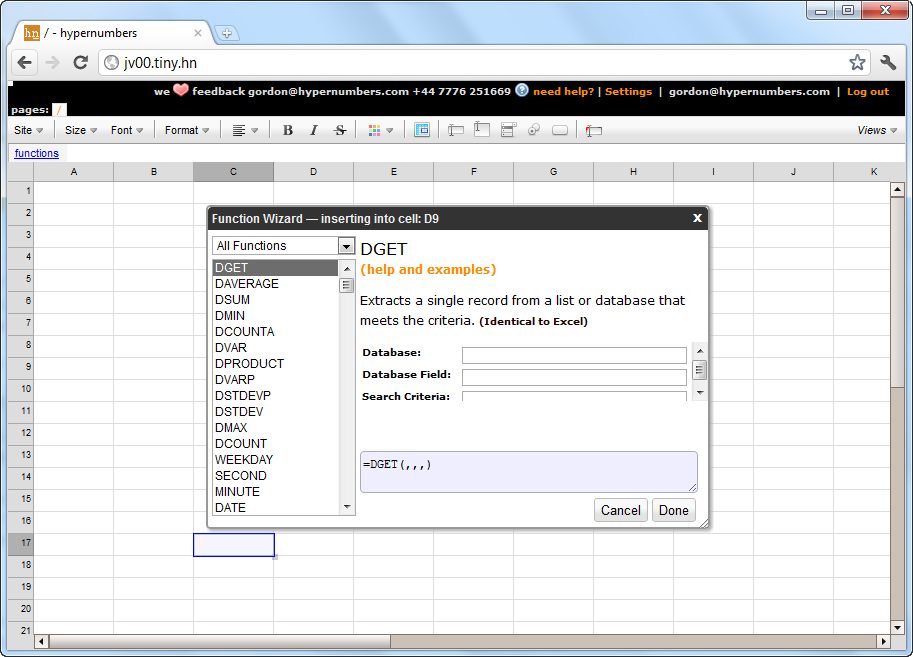 hn / - hypernumbers
jv00.tiny.hn
we feedback gordon@hypernumbers.com +44 7776 251669 ? need help? | Settings | gordon@hypernumbers.com | Log out
pages: /
Site Size Font Format B I S Views
functions
A B C D E F G H I J K
1
2
3
4
5
6
7
8
9
10
11
12
13
14
15
16
17
18
19
20
21
Function Wizard — inserting into cell: D9 X
All Functions
DGET
DAVERAGE
DSUM
DMIN
DCOUNTA
DVAR
DPRODUCT
DVARP
DSTDEVP
DSTDEV
DMAX
DCOUNT
WEEKDAY
SECOND
MINUTE
DATE
DGET
(help and examples)
Extracts a single record from a list or database that
meets the criteria. (Identical to Excel)
Database:
Database Field:
Search Criteria:
=DGET(,,,)
Cancel Done